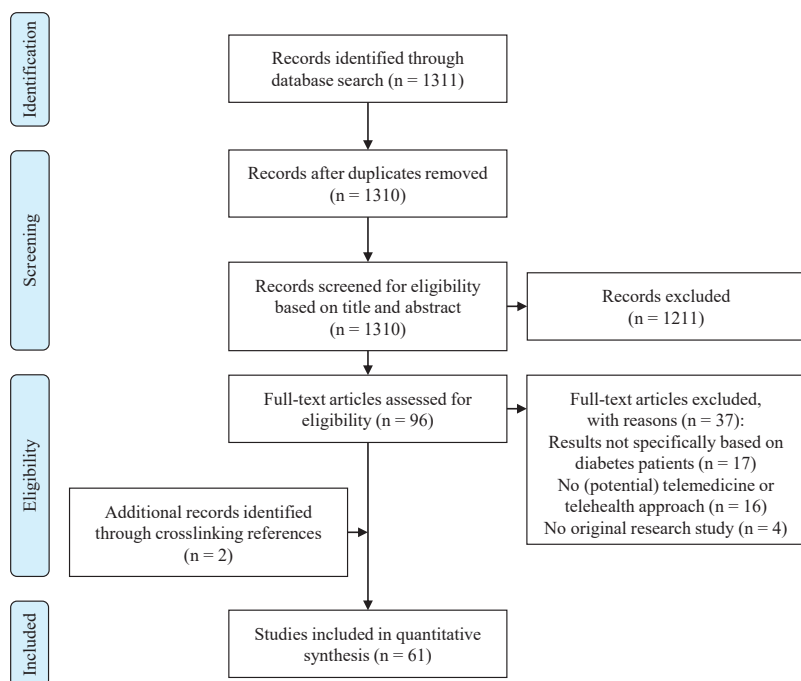 Identification
Records identified through
database search (n = 1311)
Screening
Records after duplicates removed
(n = 1310)
Records screened for eligibility
based on title and abstract
(n = 1310)
Records excluded
(n = 1211)
Eligibility
Full-text articles assessed for
eligibility (n = 96)
Full-text articles excluded,
with reasons (n = 37):
Results not specifically based on
diabetes patients (n = 17)
No (potential) telemedicine or
telehealth approach (n = 16)
No original research study (n = 4)
Additional records identified
through crosslinking references
(n = 2)
Included
Studies included in quantitative
synthesis (n = 61)